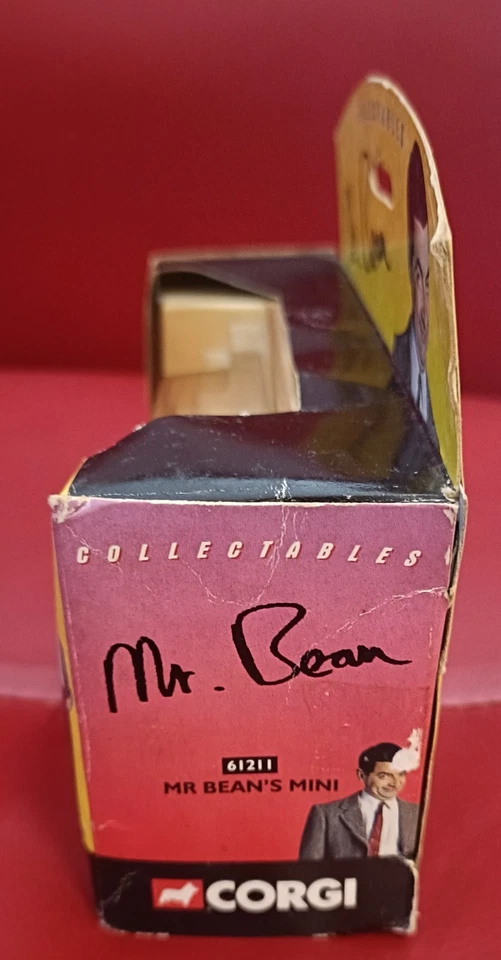 COLLECTABLES
Mr. Bean
61211
MR BEAN'S MINI
CORGI